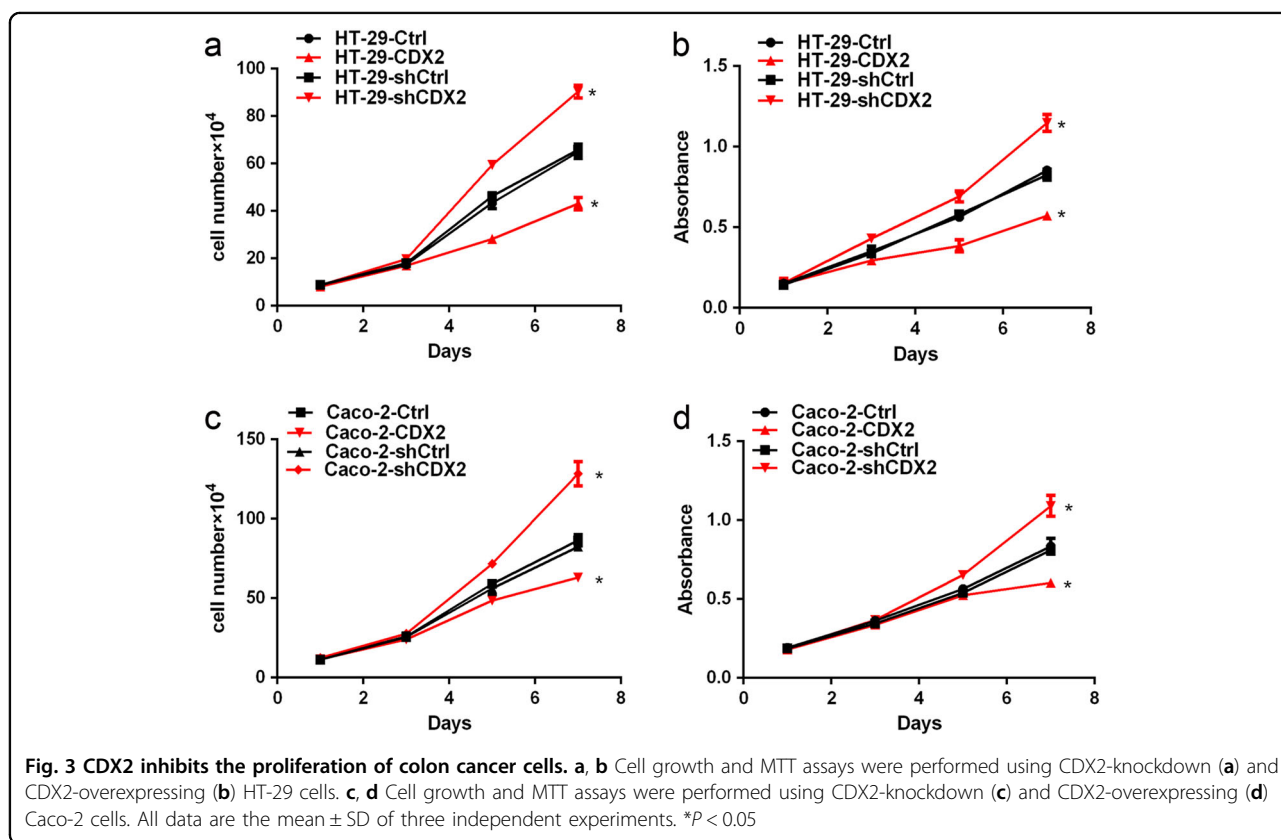 a
HT-29-Ctrl
HT-29-CDX2
HT-29-shCtrl
HT-29-shCDX2
cell number×10⁴
100
80
60
40
20
0
0 2 4 6 8
Days
*
*
b
HT-29-Ctrl
HT-29-CDX2
HT-29-shCtrl
HT-29-shCDX2
Absorbance
1.5
1.0
0.5
0.0
0 2 4 6 8
Days
*
*
c
Caco-2-Ctrl
Caco-2-CDX2
Caco-2-shCtrl
Caco-2-shCDX2
cell number×10⁴
150
100
50
0
0 2 4 6 8
Days
*
*
d
Caco-2-Ctrl
Caco-2-CDX2
Caco-2-shCtrl
Caco-2-shCDX2
Absorbance
1.5
1.0
0.5
0.0
0 2 4 6 8
Days
*
*
Fig. 3 CDX2 inhibits the proliferation of colon cancer cells. a, b Cell growth and MTT assays were performed using CDX2-knockdown (a) and
CDX2-overexpressing (b) HT-29 cells. c, d Cell growth and MTT assays were performed using CDX2-knockdown (c) and CDX2-overexpressing (d)
Caco-2 cells. All data are the mean ± SD of three independent experiments. *P < 0.05